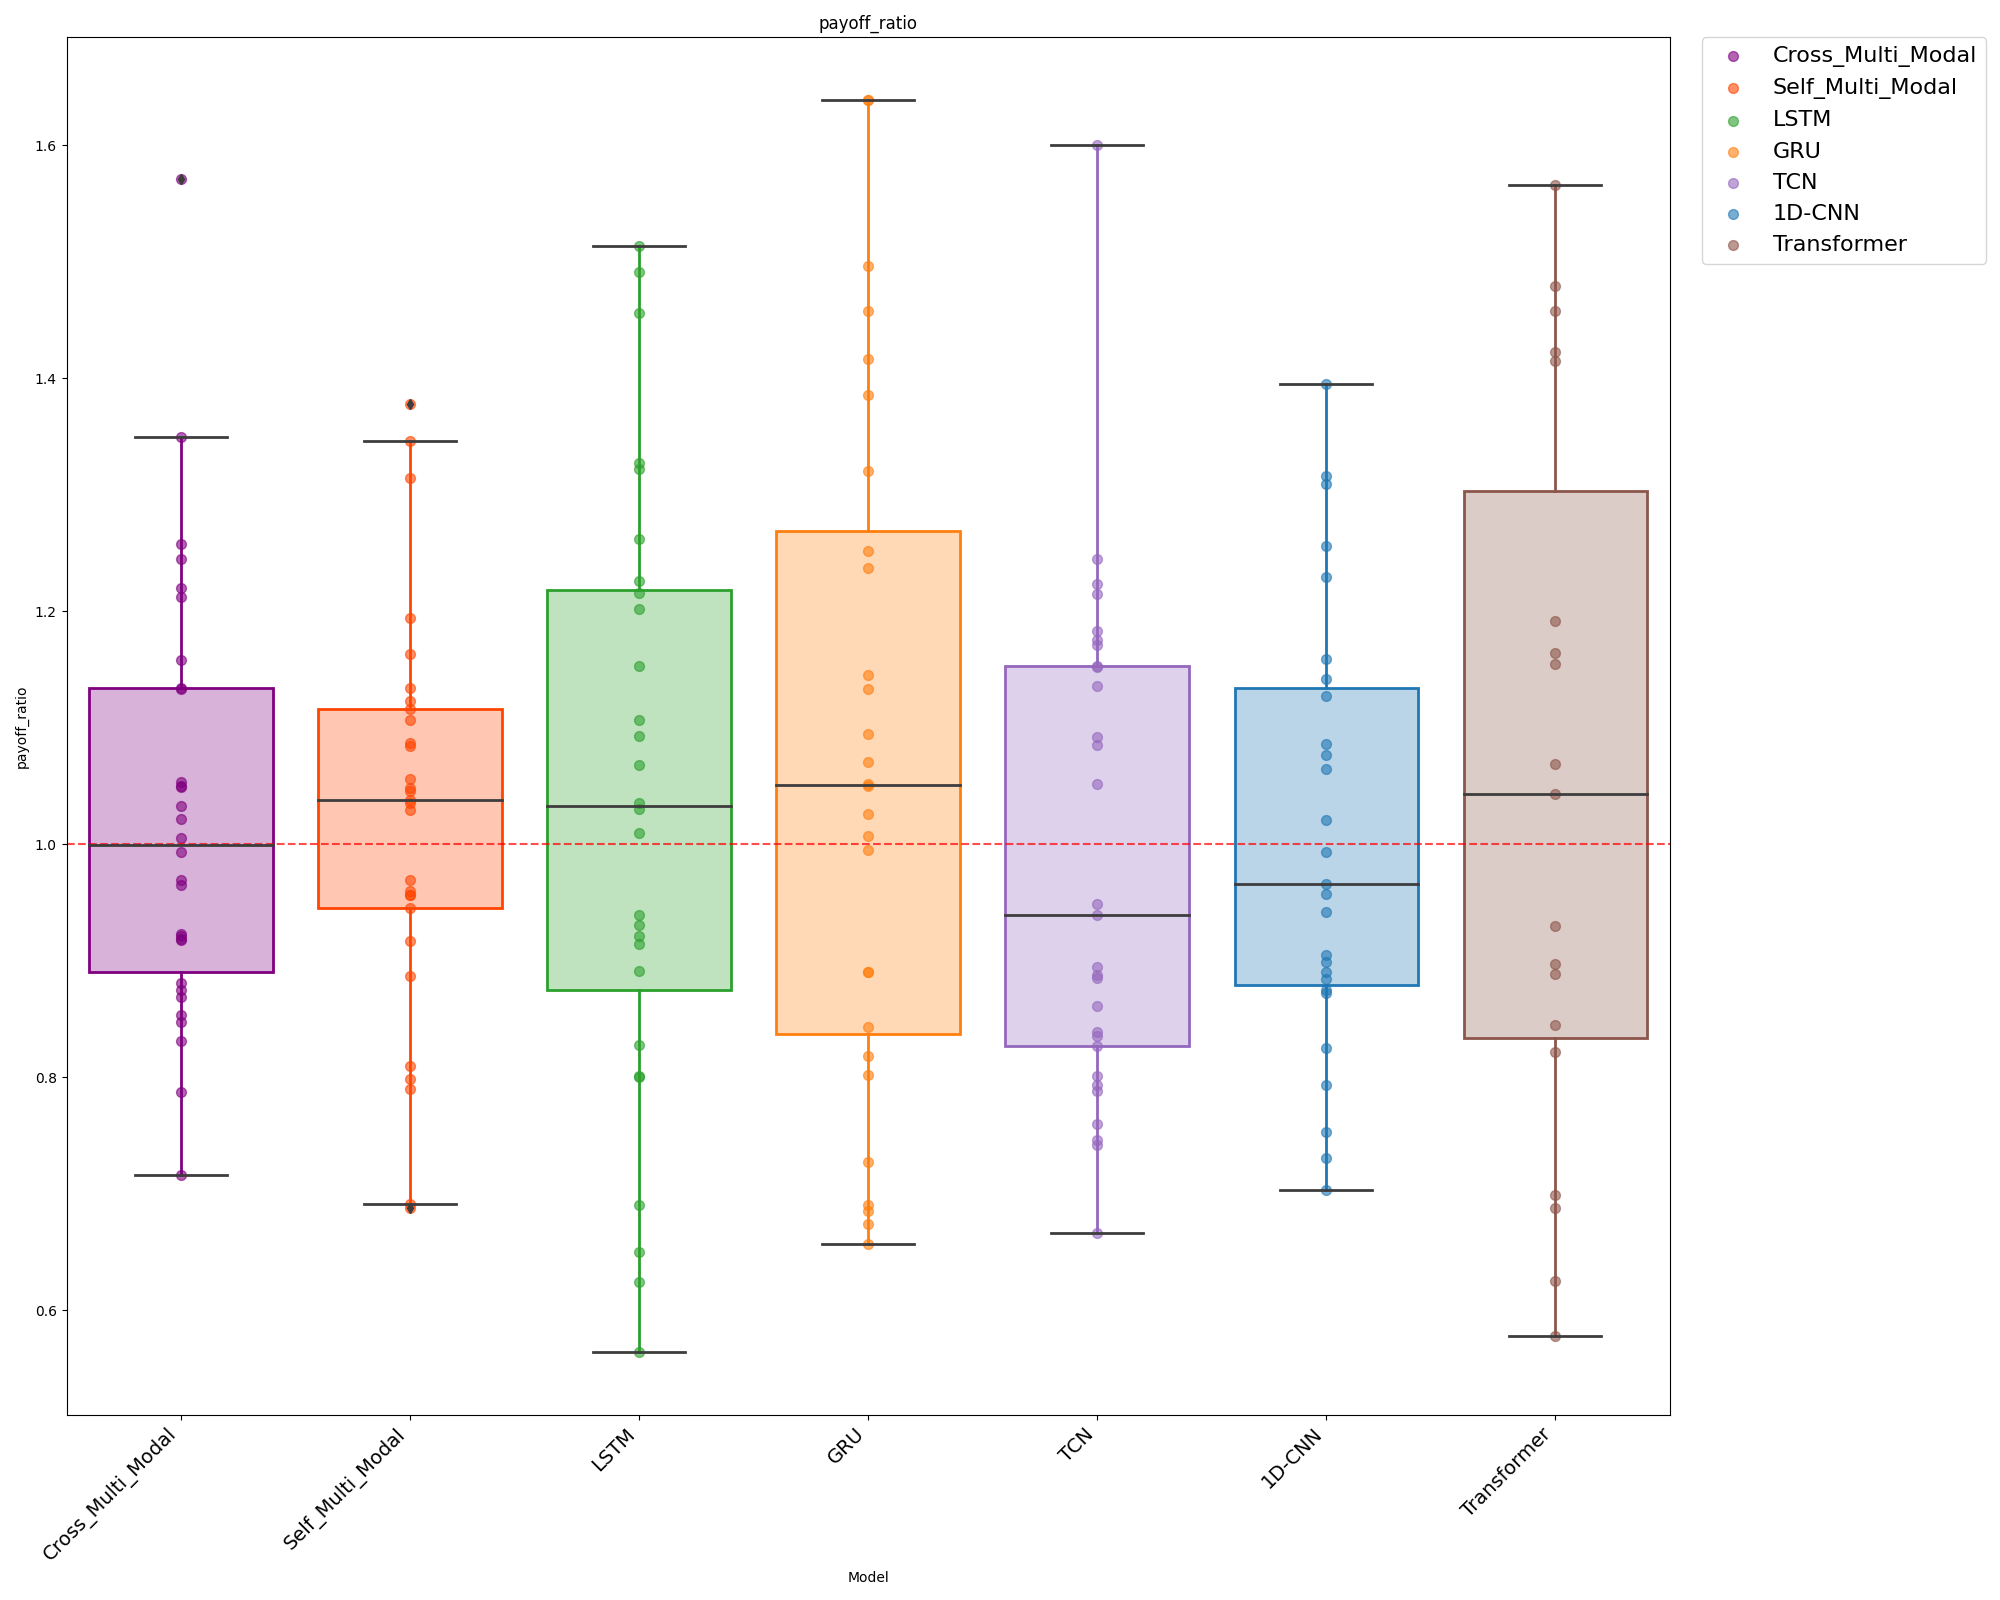 payoff_ratio
Cross_Multi_Modal
Self_Multi_Modal
LSTM
GRU
TCN
1D-CNN
Transformer
payoff_ratio
1.6
1.4
1.2
1.0
0.8
0.6
Cross_Multi_Modal
Self_Multi_Modal
LSTM
GRU
TCN
1D-CNN
Transformer
Model